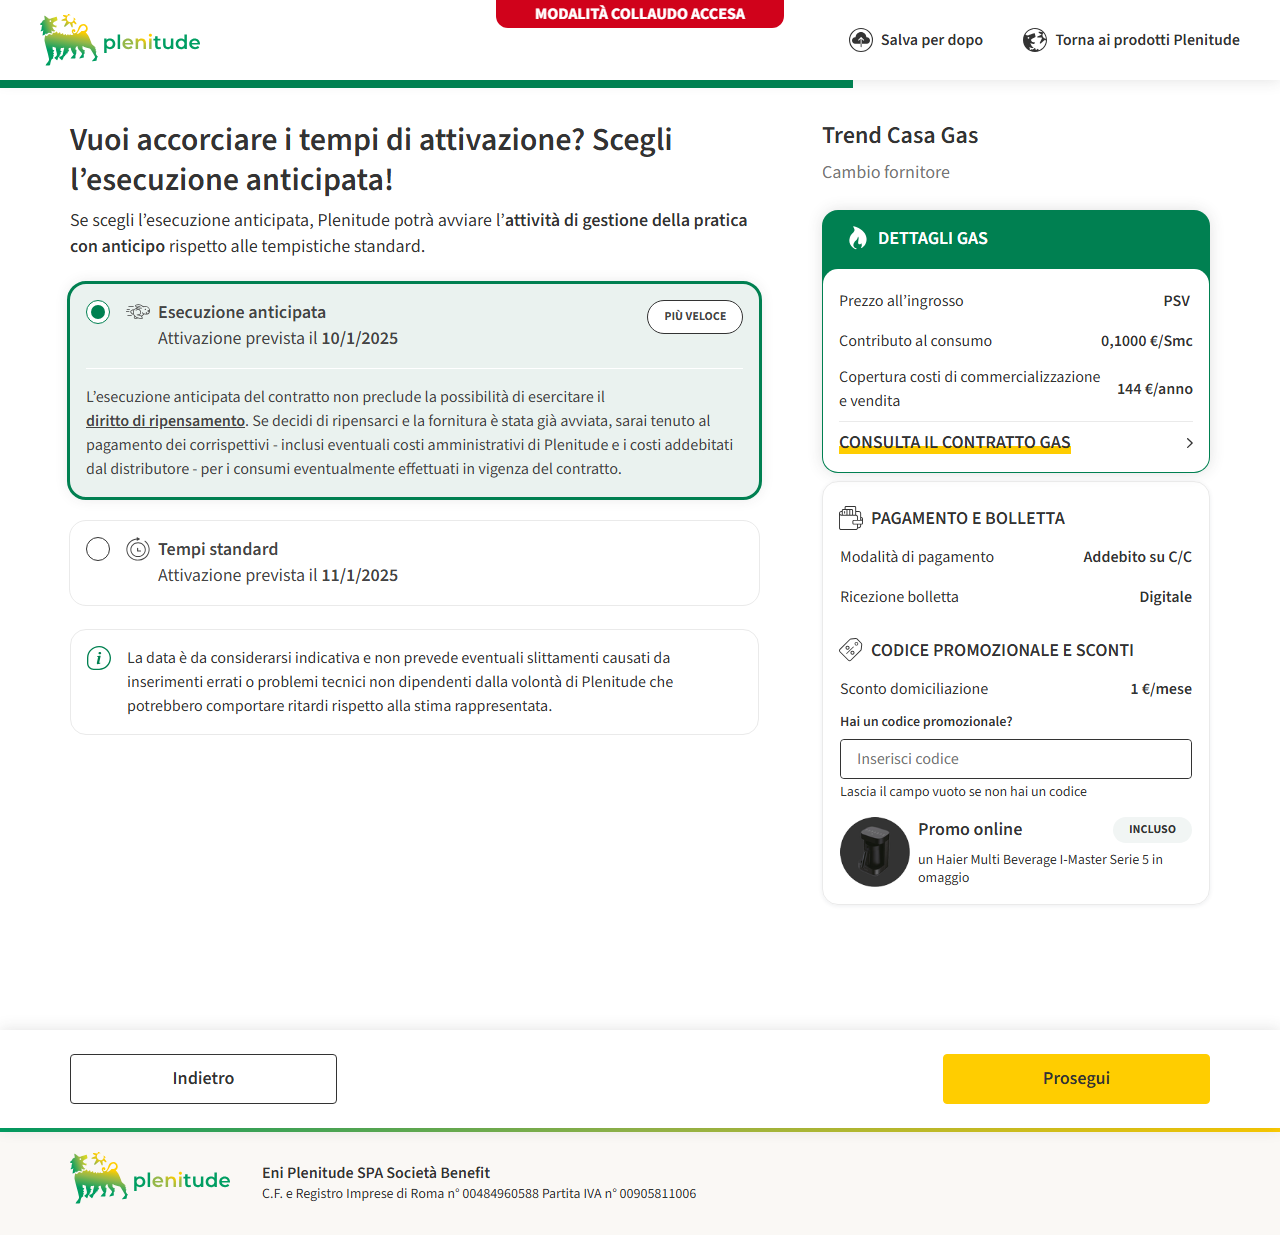 MODALITÀ COLLAUDO ACCESA
plenitude
Salva per dopo
Torna ai prodotti Plenitude
Vuoi accorciare i tempi di attivazione? Scegli
l’esecuzione anticipata!
Se scegli l’esecuzione anticipata, Plenitude potrà avviare l’attività di gestione della pratica
con anticipo rispetto alle tempistiche standard.
Esecuzione anticipata
PIÙ VELOCE
Attivazione prevista il 10/1/2025
L’esecuzione anticipata del contratto non preclude la possibilità di esercitare il
diritto di ripensamento. Se decidi di ripensarci e la fornitura è stata già avviata, sarai tenuto al
pagamento dei corrispettivi - inclusi eventuali costi amministrativi di Plenitude e i costi addebitati
dal distributore - per i consumi eventualmente effettuati in vigenza del contratto.
Tempi standard
Attivazione prevista il 11/1/2025
i
La data è da considerarsi indicativa e non prevede eventuali slittamenti causati da
inserimenti errati o problemi tecnici non dipendenti dalla volontà di Plenitude che
potrebbero comportare ritardi rispetto alla stima rappresentata.
Trend Casa Gas
Cambio fornitore
DETTAGLI GAS
Prezzo all’ingrosso PSV
Contributo al consumo 0,1000 €/Smc
Copertura costi di commercializzazione
e vendita 144 €/anno
CONSULTA IL CONTRATTO GAS
PAGAMENTO E BOLLETTA
Modalità di pagamento Addebito su C/C
Ricezione bolletta Digitale
CODICE PROMOZIONALE E SCONTI
Sconto domiciliazione 1 €/mese
Hai un codice promozionale?
Inserisci codice
Lascia il campo vuoto se non hai un codice
Promo online INCLUSO
un Haier Multi Beverage I-Master Serie 5 in
omaggio
Indietro
Prosegui
plenitude
Eni Plenitude SPA Società Benefit
C.F. e Registro Imprese di Roma n° 00484960588 Partita IVA n° 00905811006